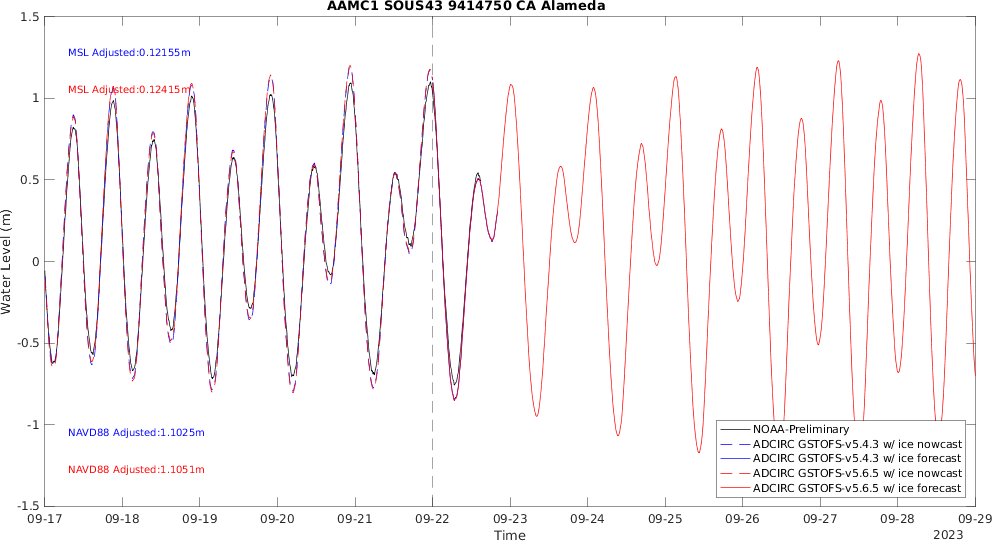 AAMC1 SOUS43 9414750 CA Alameda
MSL Adjusted:0.12155m
MSL Adjusted:0.12415m
NAVD88 Adjusted:1.1025m
NAVD88 Adjusted:1.1051m
Water Level (m)
1.5
1
0.5
0
-0.5
-1
-1.5
NOAA-Preliminary
ADCIRC GSTOFS-v5.4.3 w/ ice nowcast
ADCIRC GSTOFS-v5.4.3 w/ ice forecast
ADCIRC GSTOFS-v5.6.5 w/ ice nowcast
ADCIRC GSTOFS-v5.6.5 w/ ice forecast
09-17 09-18 09-19 09-20 09-21 09-22 09-23 09-24 09-25 09-26 09-27 09-28 09-29
Time
2023